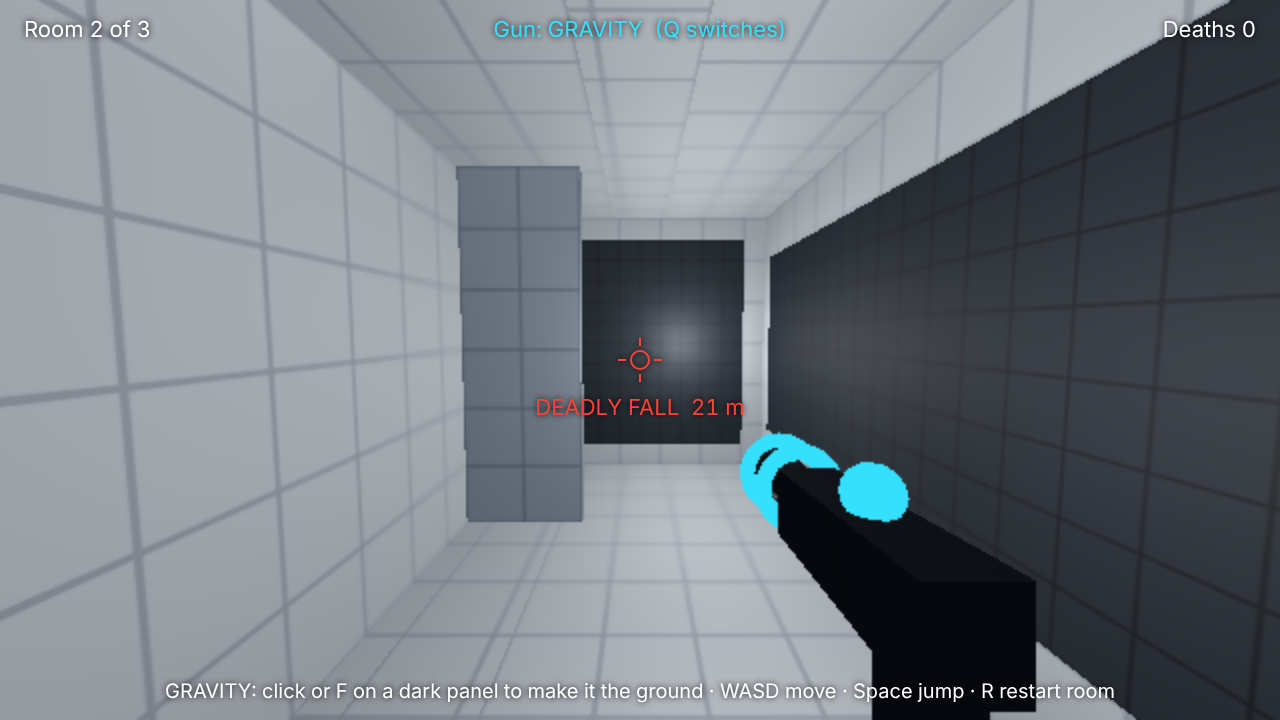 Room 2 of 3
Gun: GRAVITY (Q switches)
Deaths 0
DEADLY FALL 21 m
GRAVITY: click or F on a dark panel to make it the ground · WASD move · Space jump · R restart room